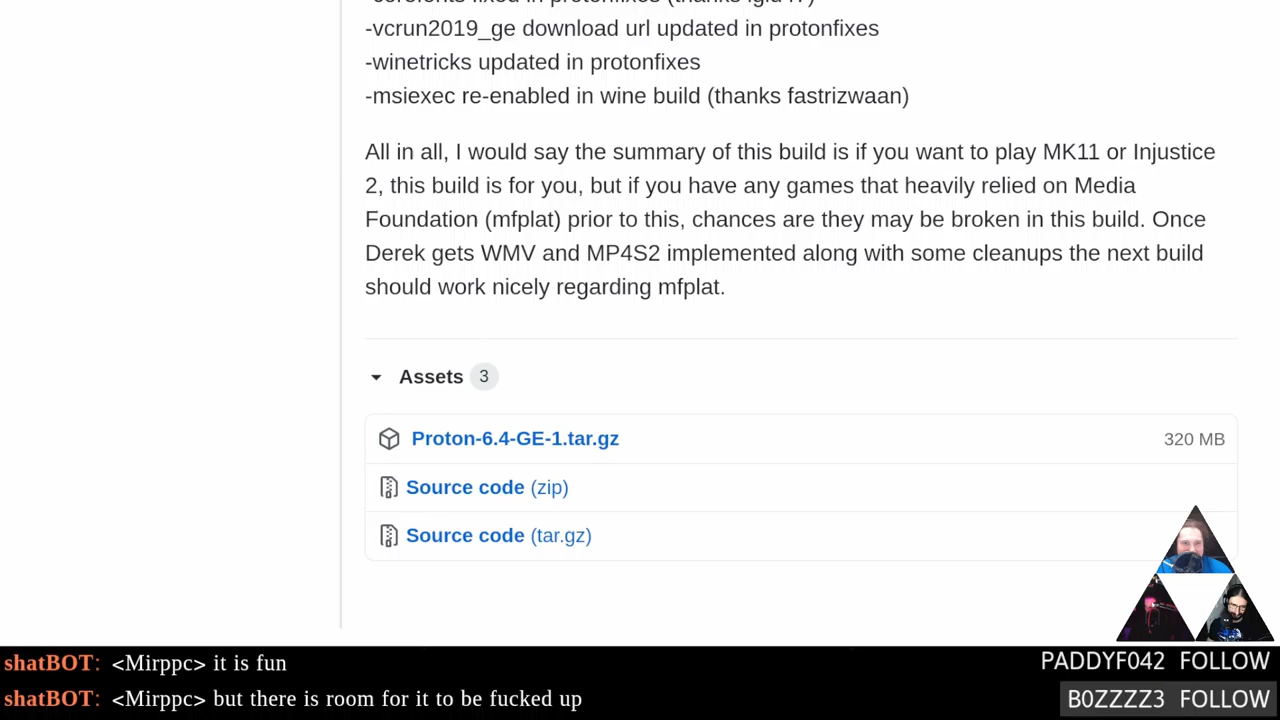 -vcrun2019_ge download url updated in protonfixes
-winetricks updated in protonfixes
-msiexec re-enabled in wine build (thanks fastrizwaan)
All in all, I would say the summary of this build is if you want to play MK11 or Injustice
2, this build is for you, but if you have any games that heavily relied on Media
Foundation (mfplat) prior to this, chances are they may be broken in this build. Once
Derek gets WMV and MP4S2 implemented along with some cleanups the next build
should work nicely regarding mfplat.
Assets 3
Proton-6.4-GE-1.tar.gz 320 MB
Source code (zip)
Source code (tar.gz)
shatBOT: <Mirppc> it is fun
shatBOT: <Mirppc> but there is room for it to be fucked up
PADDYF042 FOLLOW
B0ZZZZ3 FOLLOW